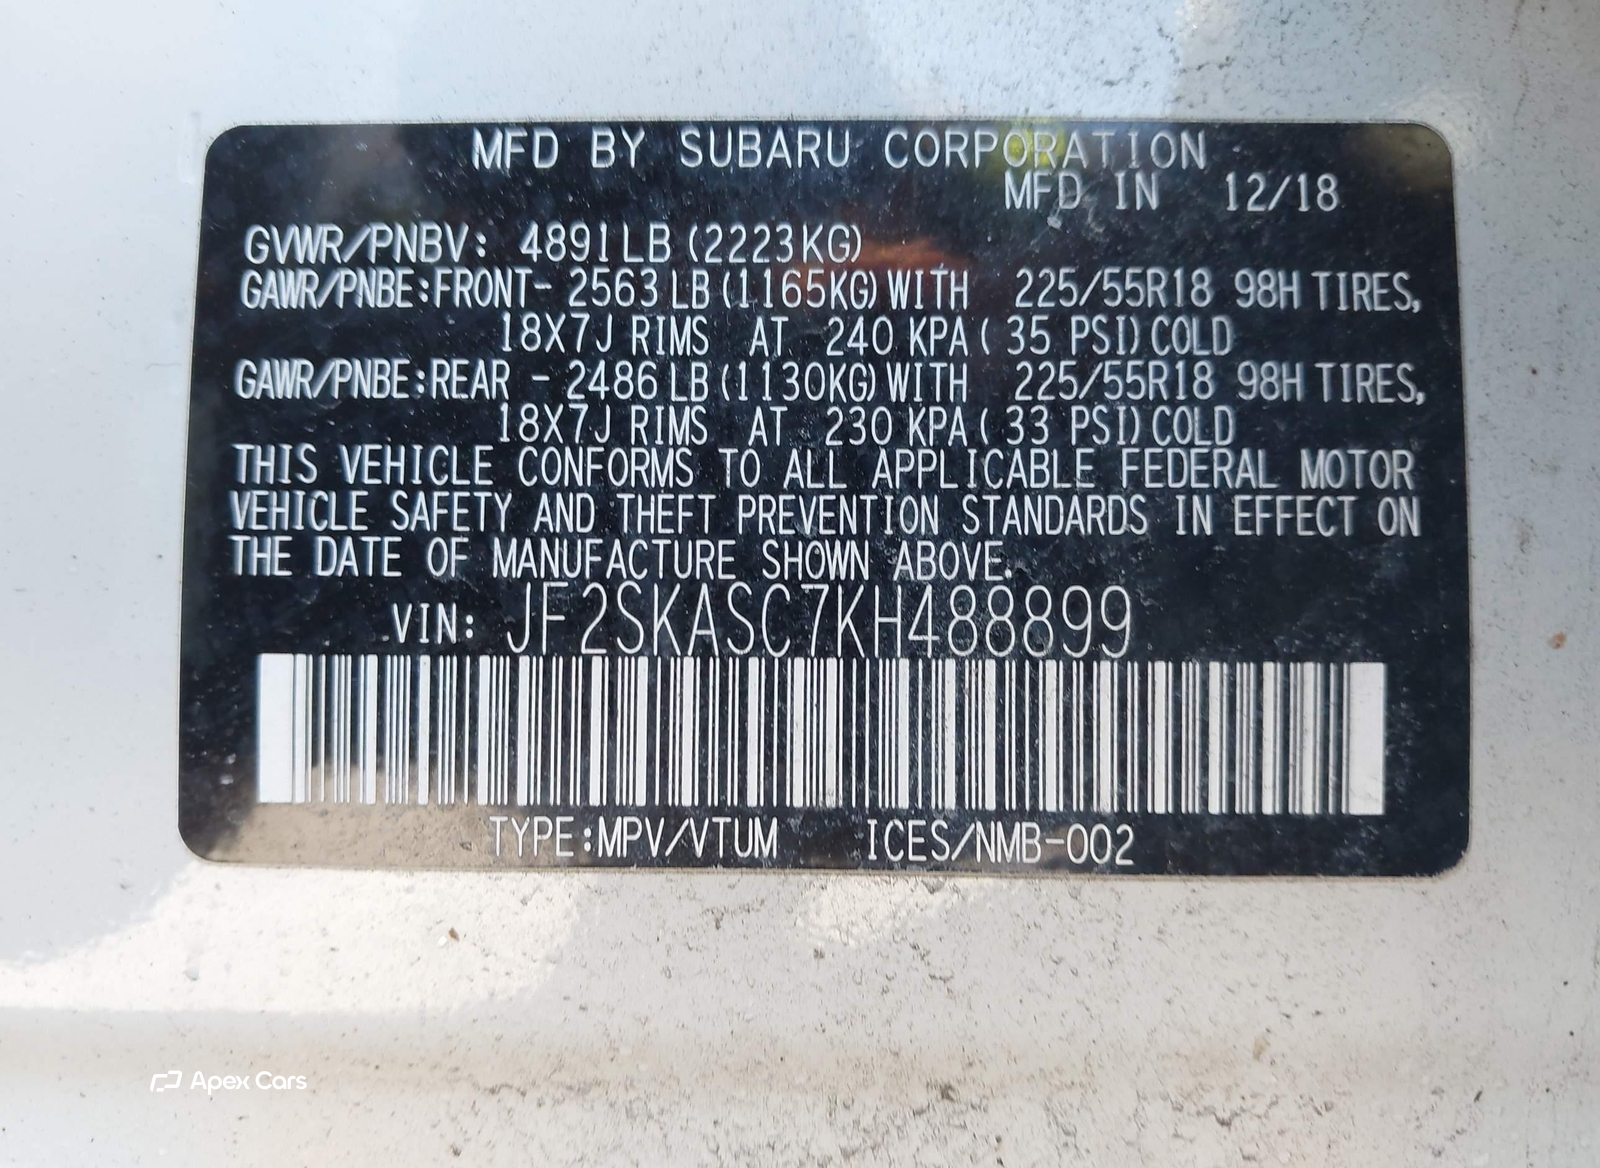 MFD BY SUBARU CORPORATION
MFD IN 12/18
GVWR/PNBV: 4891LB (2223KG)
GAWR/PNBE:FRONT- 2563 LB (1165KG) WITH 225/55R18 98H TIRES,
18X7J RIMS AT 240 KPA ( 35 PSI) COLD
GAWR/PNBE:REAR - 2486 LB (1130KG) WITH 225/55R18 98H TIRES,
18X7J RIMS AT 230 KPA ( 33 PSI) COLD
THIS VEHICLE CONFORMS TO ALL APPLICABLE FEDERAL MOTOR
VEHICLE SAFETY AND THEFT PREVENTION STANDARDS IN EFFECT ON
THE DATE OF MANUFACTURE SHOWN ABOVE.
VIN: JF2SKASC7KH488899
TYPE:MPV/VTUM ICES/NMB-002
Apex Cars